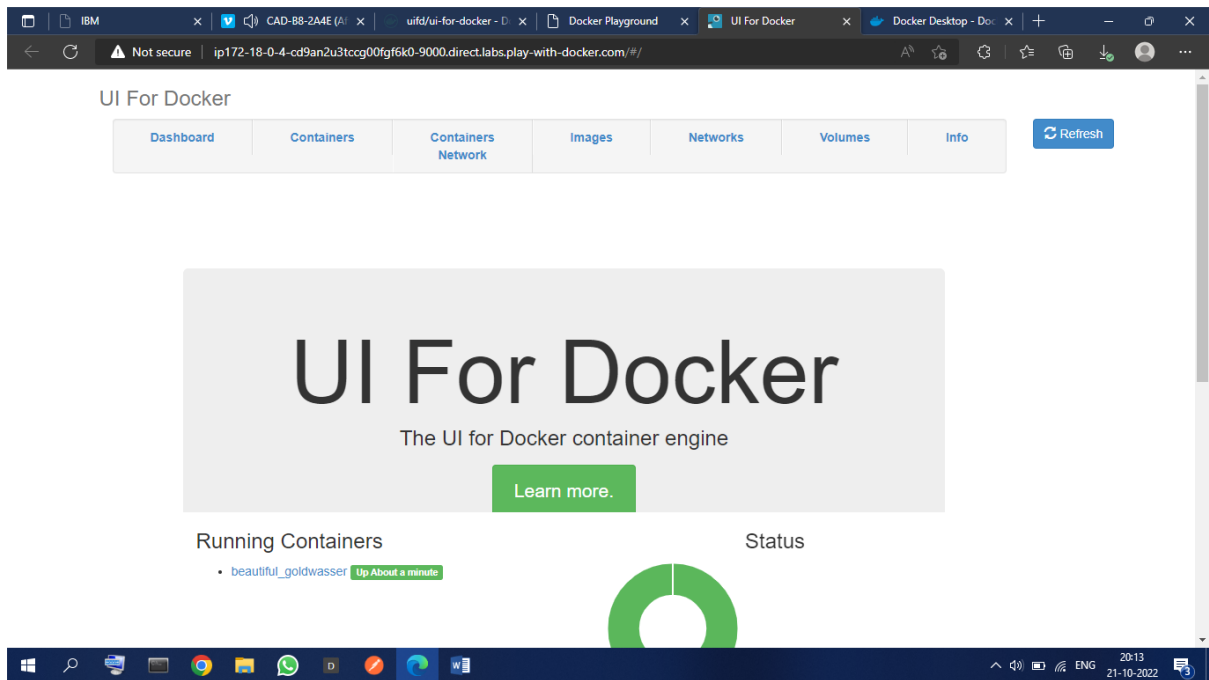 IBM
CAD-B8-2A4E (Af
uifd/ui-for-docker - D
Docker Playground
UI For Docker
Docker Desktop - Doc
Not secure | ip172-18-0-4-cd9an2u3tccg00fgf6k0-9000.direct.labs.play-with-docker.com/#/
UI For Docker
Dashboard
Containers
Containers
Network
Images
Networks
Volumes
Info
Refresh
UI For Docker
The UI for Docker container engine
Learn more.
Running Containers
Status
beautiful_goldwasser Up About a minute
ENG
20:13
21-10-2022
3